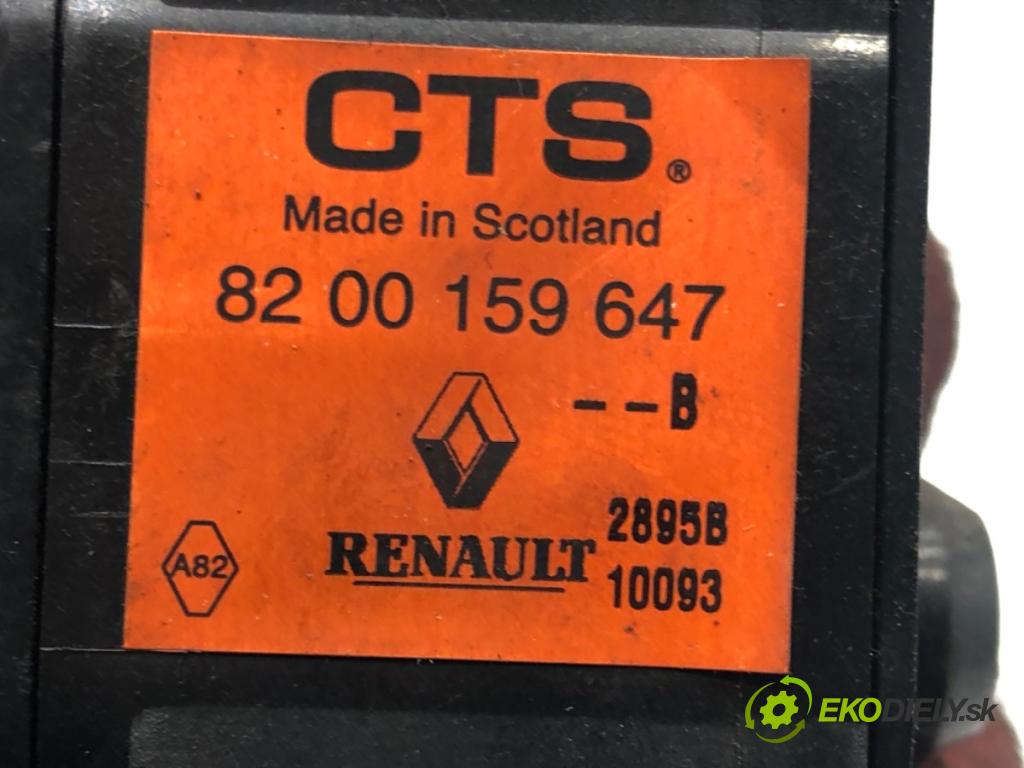 CTS®
Made in Scotland
82 00 159 647
--B
2895B
RENAULT
A82
10093
EKODIELY.sk